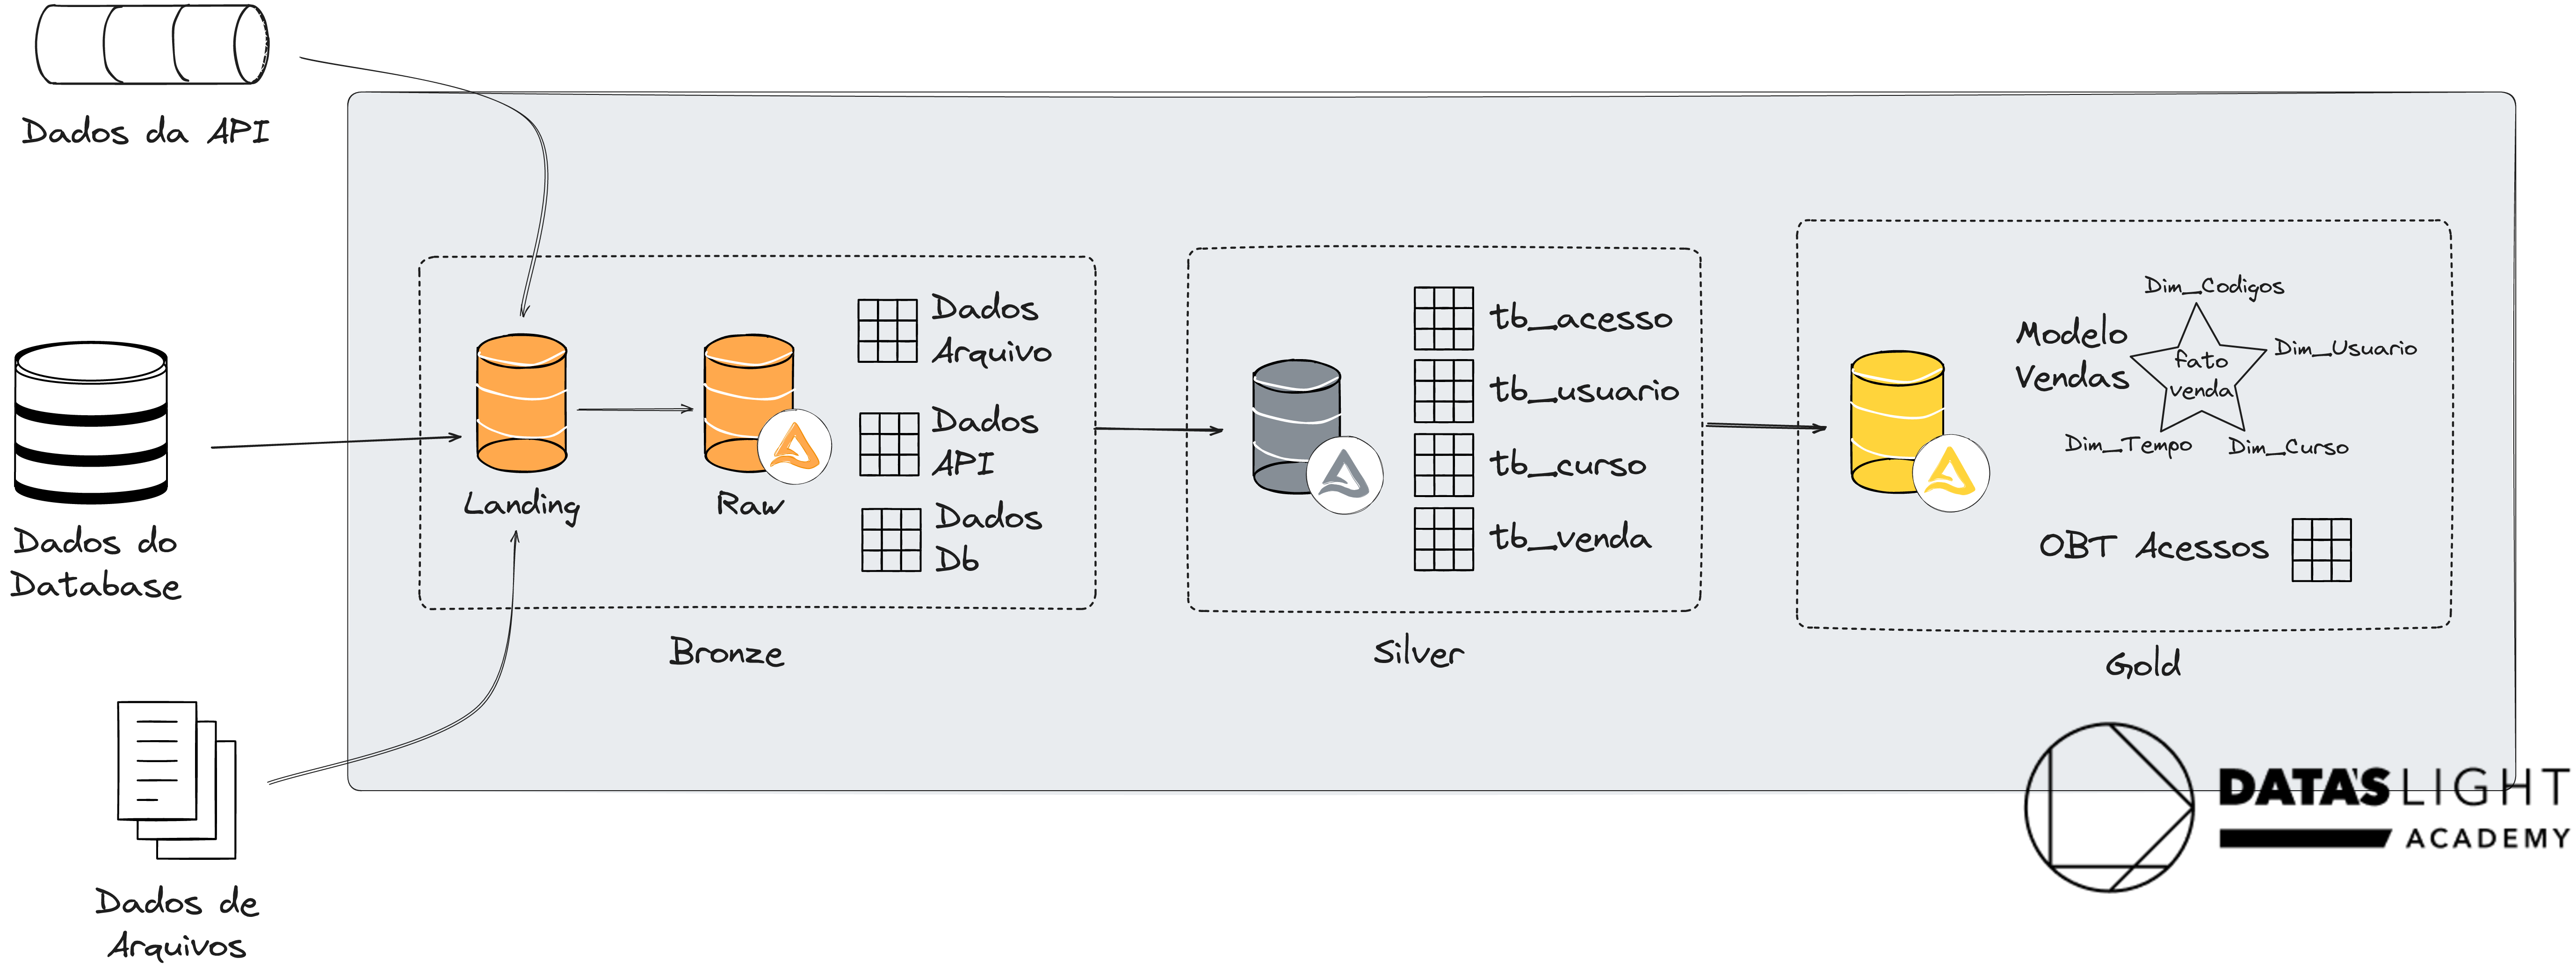 Dados da API
Dados do
Database
Dados de
Arquivos
Landing
Raw
Dados
Arquivo
Dados
API
Dados
Db
Bronze
tb_acesso
tb_usuario
tb_curso
tb_venda
Silver
Modelo
Vendas
Dim_Codigos
Dim_Usuario
fato
venda
Dim_Tempo
Dim_Curso
OBT Acessos
Gold
DATA'S LIGHT
ACADEMY